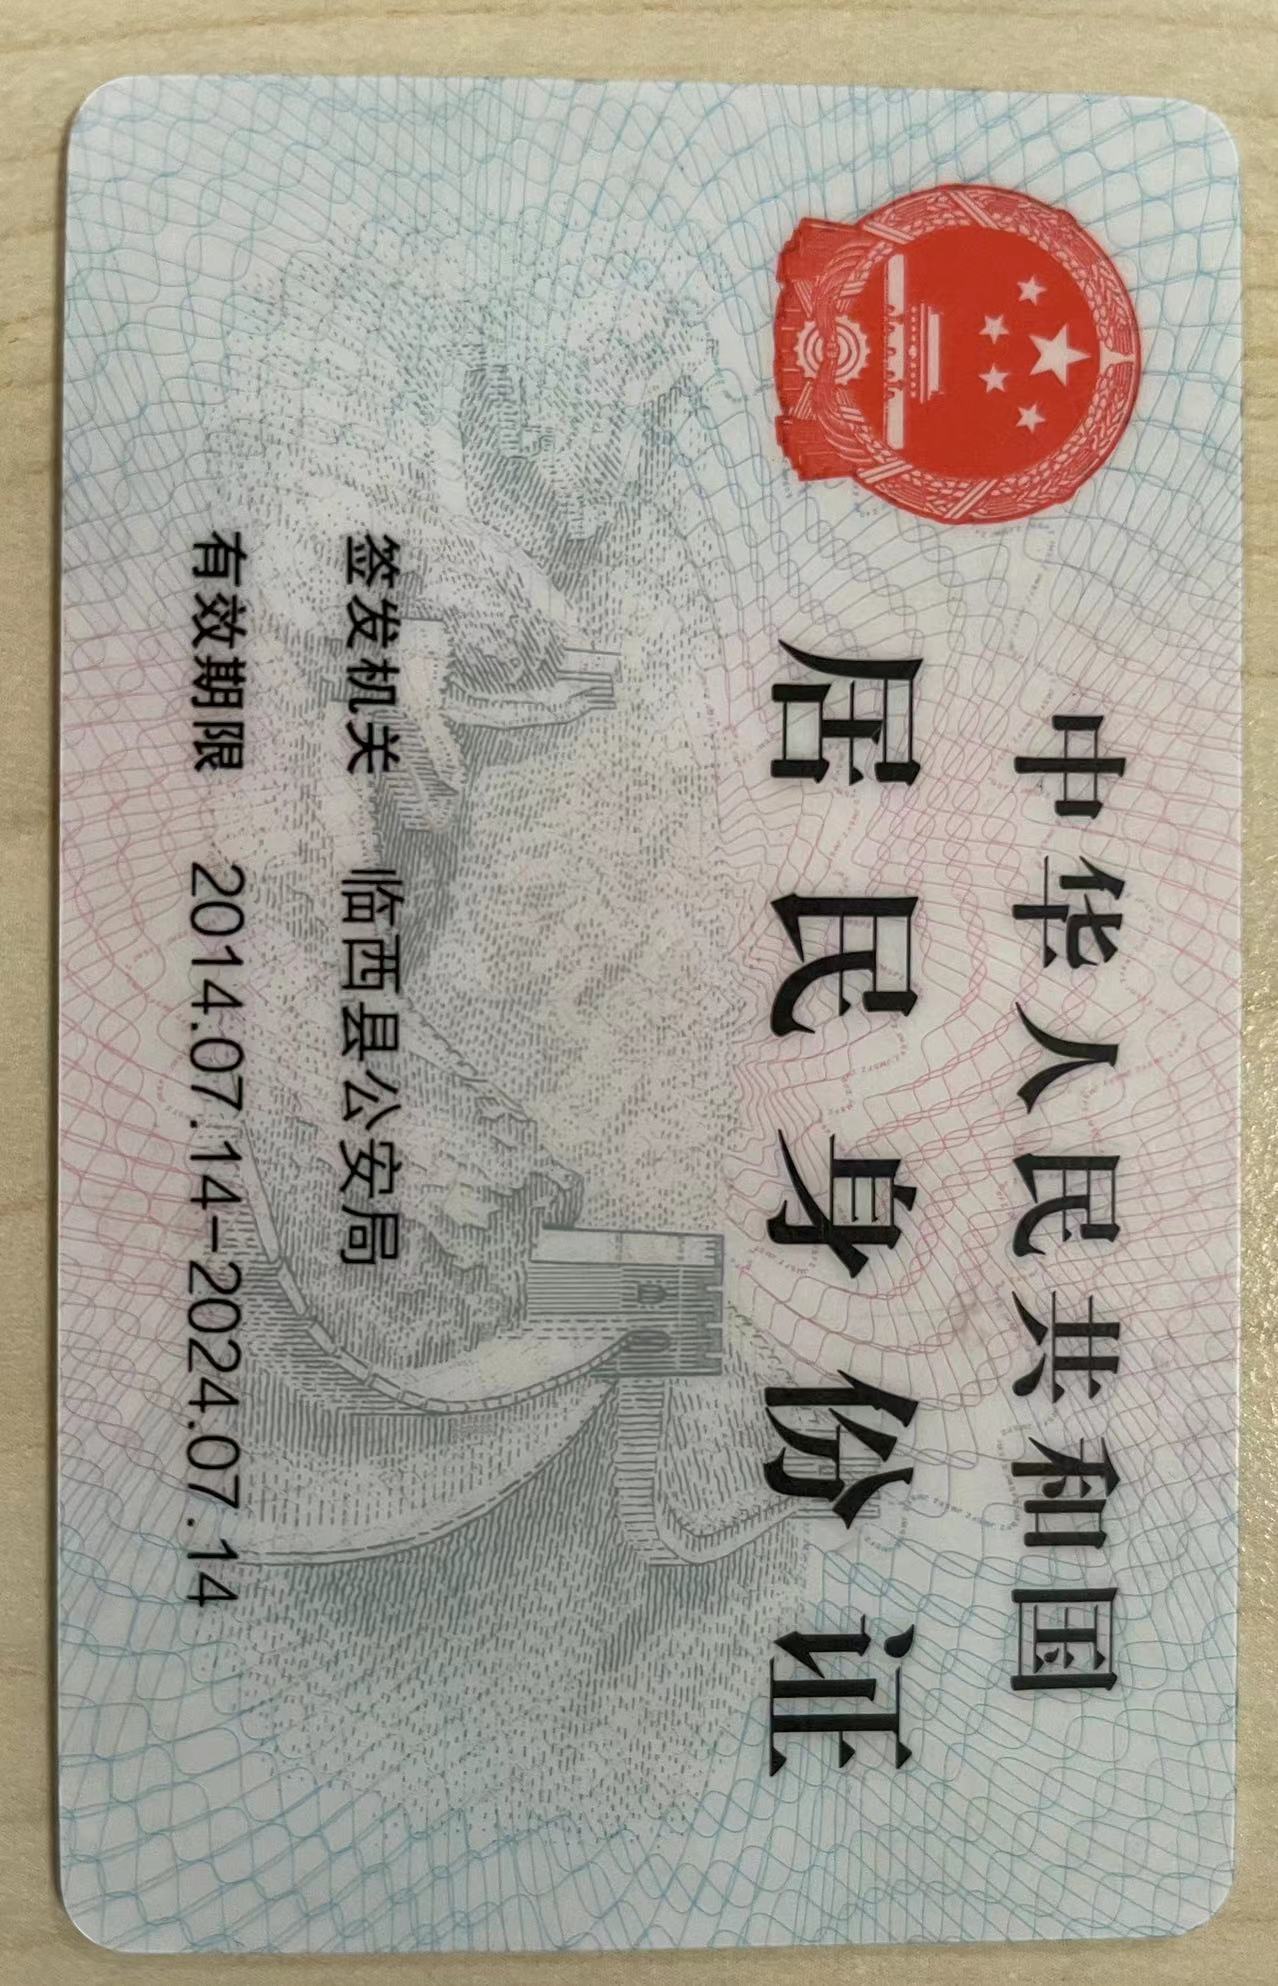 中华人民共和国
居民身份证
签发机关 临西县公安局
有效期限 2014.07.14-2024.07.14